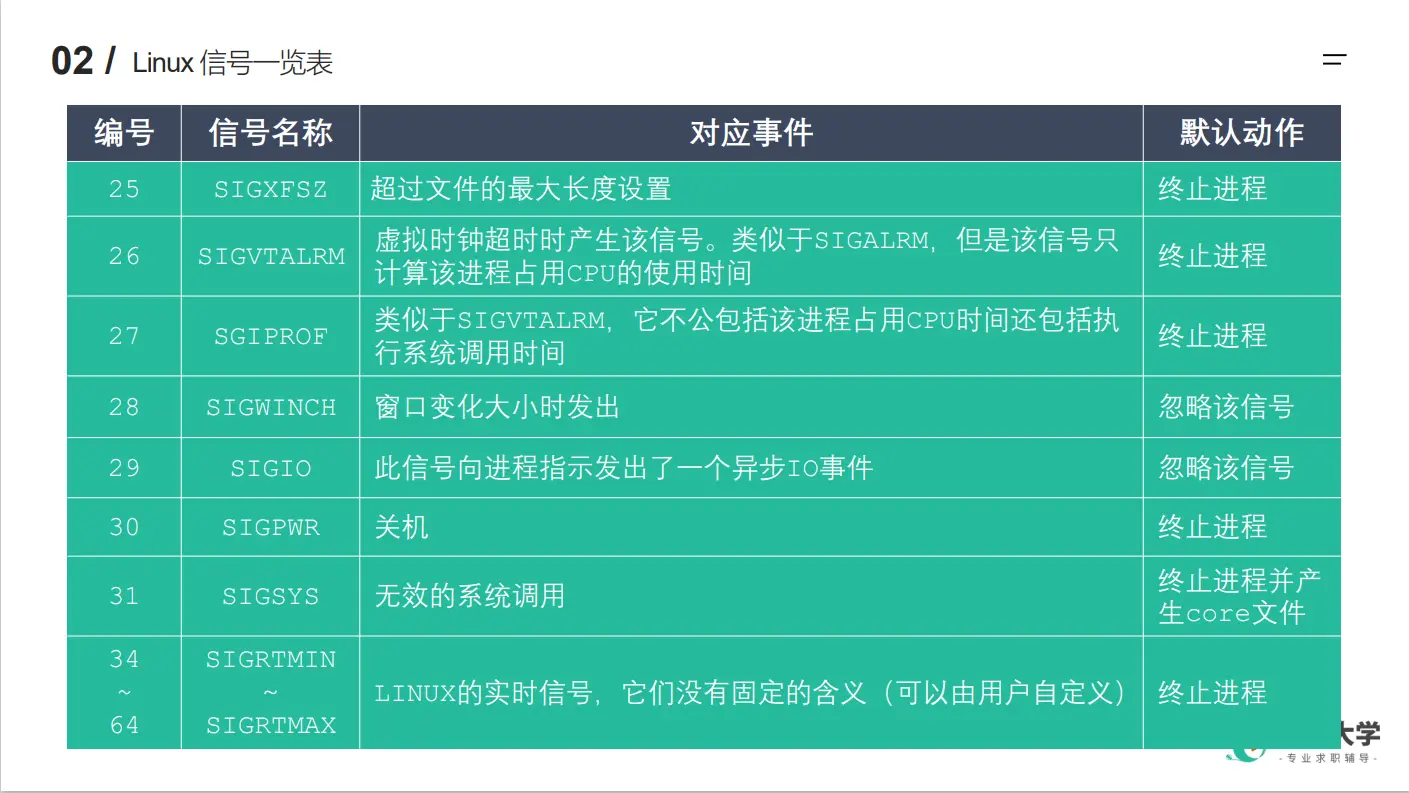 02 / Linux 信号一览表
编号 信号名称 对应事件 默认动作
25 SIGXFSZ 超过文件的最大长度设置 终止进程
26 SIGVTALRM 虚拟时钟超时时产生该信号。类似于SIGALRM，但是该信号只
计算该进程占用CPU的使用时间 终止进程
27 SGIPROF 类似于SIGVTALRM，它不公包括该进程占用CPU时间还包括执
行系统调用时间 终止进程
28 SIGWINCH 窗口变化大小时发出 忽略该信号
29 SIGIO 此信号向进程指示发出了一个异步IO事件 忽略该信号
30 SIGPWR 关机 终止进程
31 SIGSYS 无效的系统调用 终止进程并产
生core文件
34
~
64
SIGRTMIN
~
SIGRTMAX
LINUX的实时信号，它们没有固定的含义（可以由用户自定义） 终止进程
大学
-专业求职辅导-